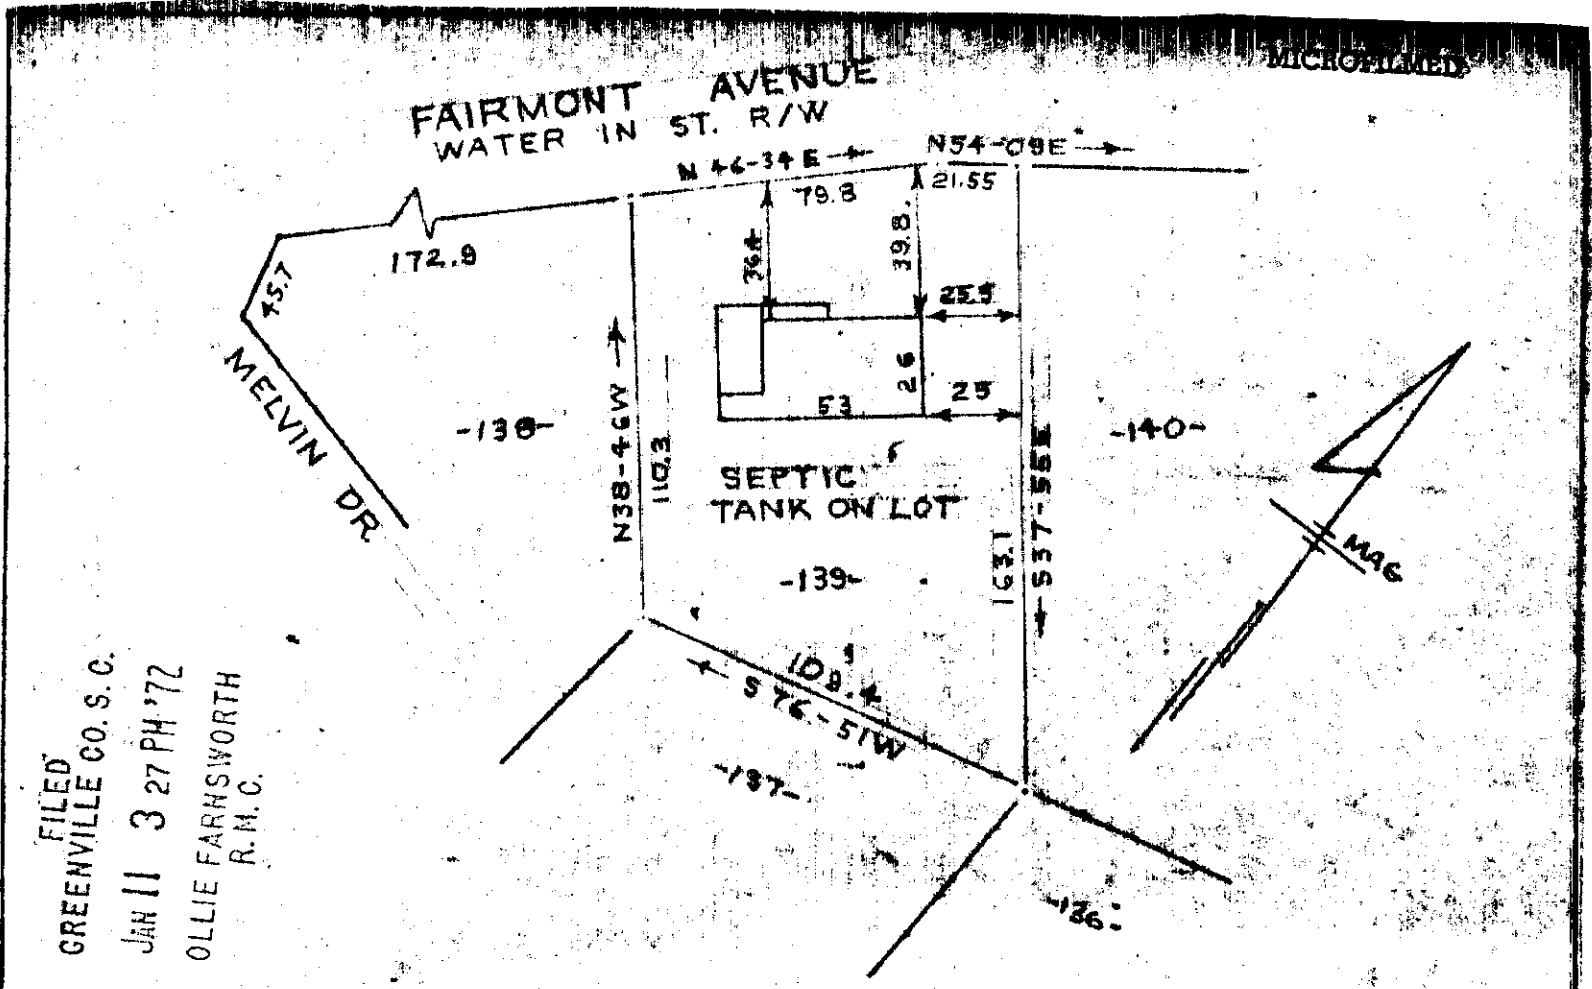 MICROFILMED
FAIRMONT AVENUE
WATER IN ST. R/W
N 46-34 E
N54-09E
79.8
21.55
172.9
45.7
MELVIN DR
36.4
39.8
25.5
26
53
25
N38-46W
110.3
-138-
-140-
SEPTIC
TANK ON LOT
-139-
163.1
S37-55E
MAG
109.4
S 76-51W
-137-
-136-
FILED
GREENVILLE CO. S. C.
JAN 11 3 27 PM '72
OLLIE FARNSWORTH
R.M.C.